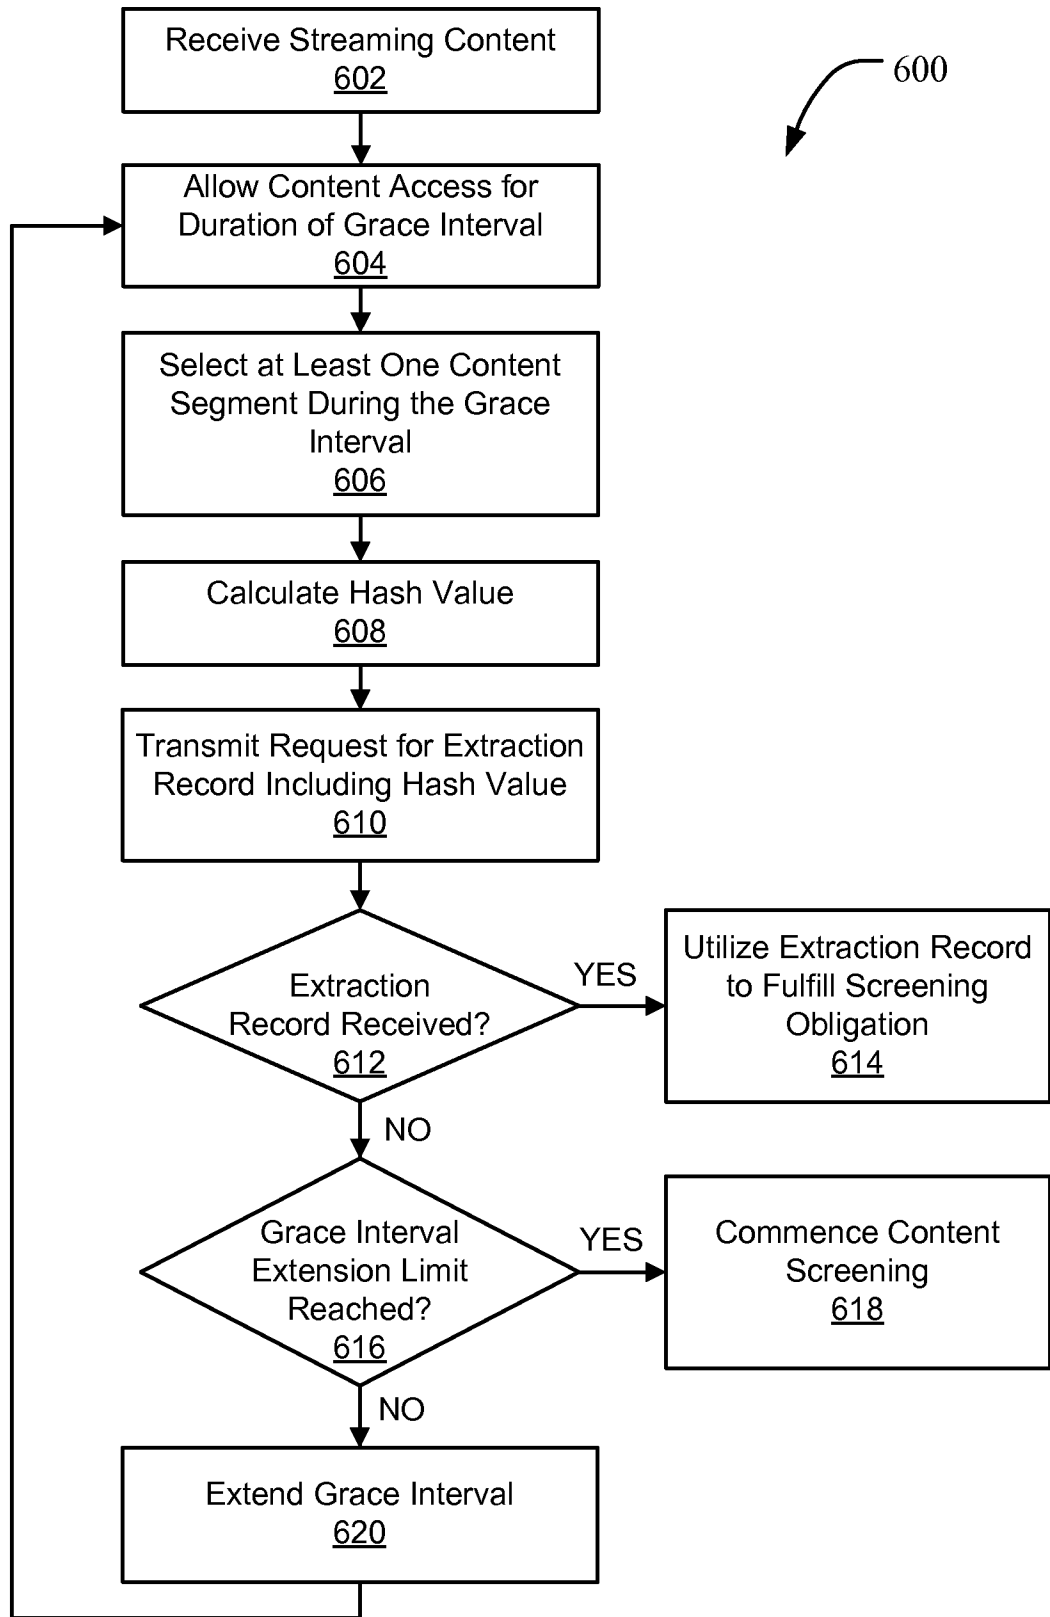 Receive Streaming Content
602
600
Allow Content Access for
Duration of Grace Interval
604
Select at Least One Content
Segment During the Grace
Interval
606
Calculate Hash Value
608
Transmit Request for Extraction
Record Including Hash Value
610
Extraction
Record Received?
612
YES
Utilize Extraction Record
to Fulfill Screening
Obligation
614
NO
Grace Interval
Extension Limit
Reached?
616
YES
Commence Content
Screening
618
NO
Extend Grace Interval
620